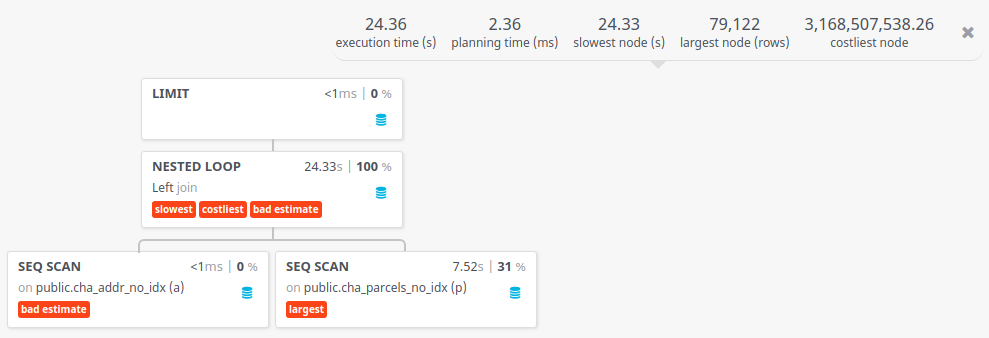 24.36 2.36 24.33 79,122 3,168,507,538.26
execution time (s) planning time (ms) slowest node (s) largest node (rows) costliest node
LIMIT <1ms | 0 %
NESTED LOOP 24.33s | 100 %
Left join
slowest costliest bad estimate
SEQ SCAN <1ms | 0 %
on public.cha_addr_no_idx (a)
bad estimate
SEQ SCAN 7.52s | 31 %
on public.cha_parcels_no_idx (p)
largest